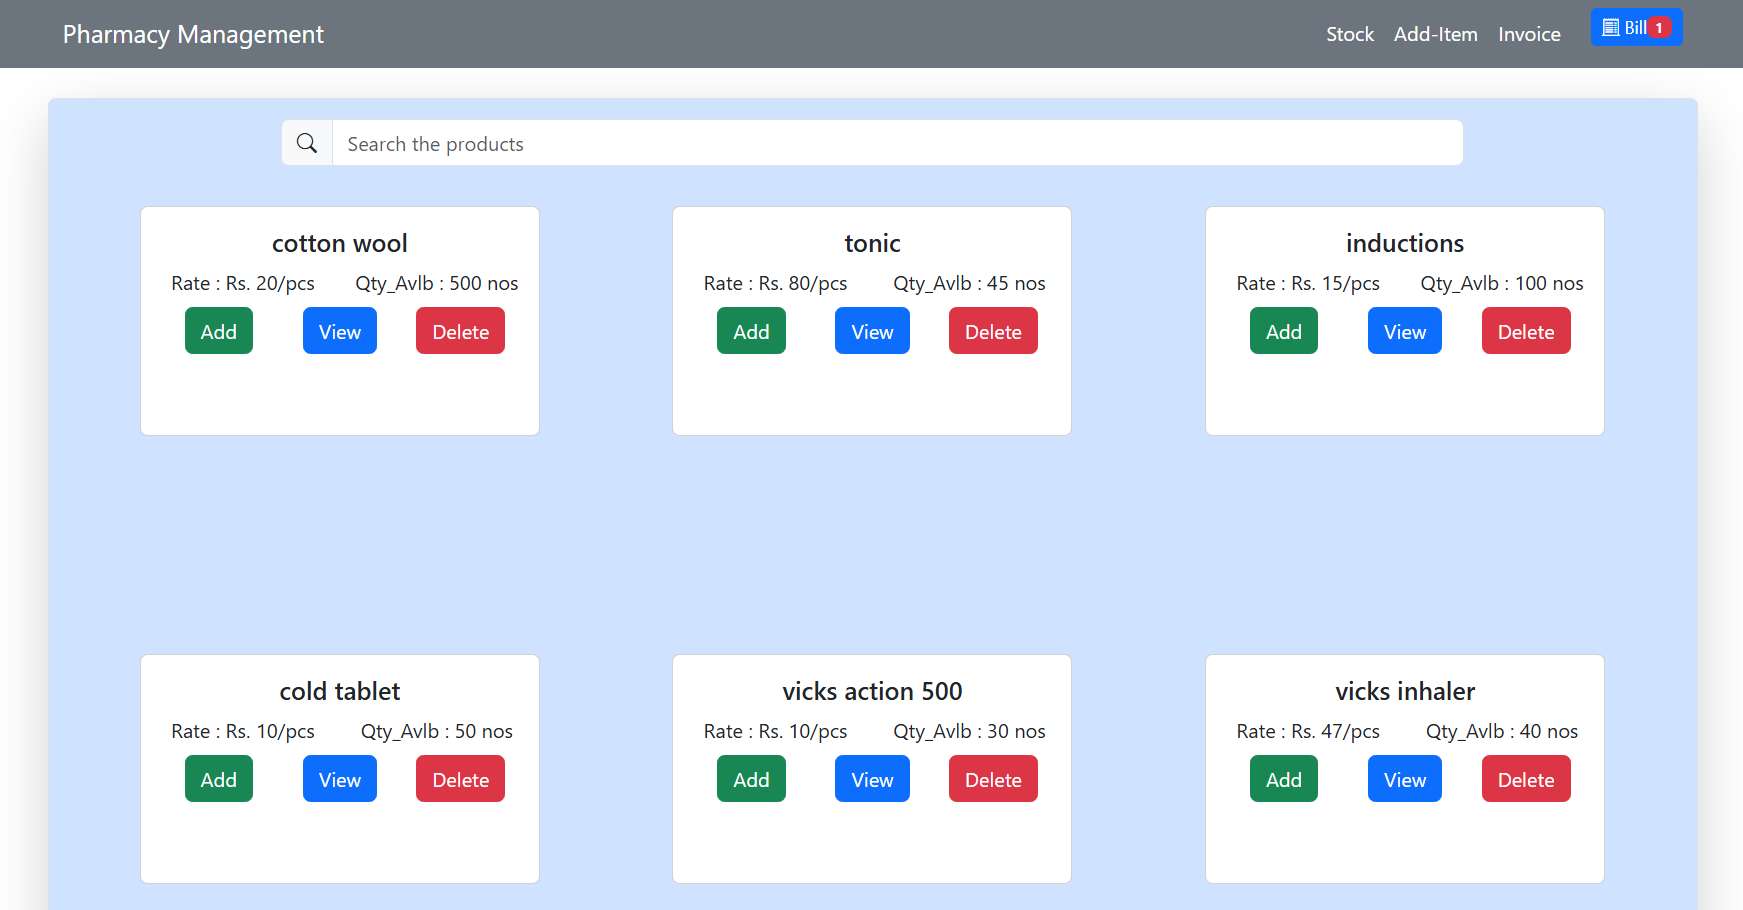 Pharmacy Management
Stock Add-Item Invoice Bill 1
Search the products
cotton wool
Rate : Rs. 20/pcs Qty_Avlb : 500 nos
Add View Delete
tonic
Rate : Rs. 80/pcs Qty_Avlb : 45 nos
Add View Delete
inductions
Rate : Rs. 15/pcs Qty_Avlb : 100 nos
Add View Delete
cold tablet
Rate : Rs. 10/pcs Qty_Avlb : 50 nos
Add View Delete
vicks action 500
Rate : Rs. 10/pcs Qty_Avlb : 30 nos
Add View Delete
vicks inhaler
Rate : Rs. 47/pcs Qty_Avlb : 40 nos
Add View Delete